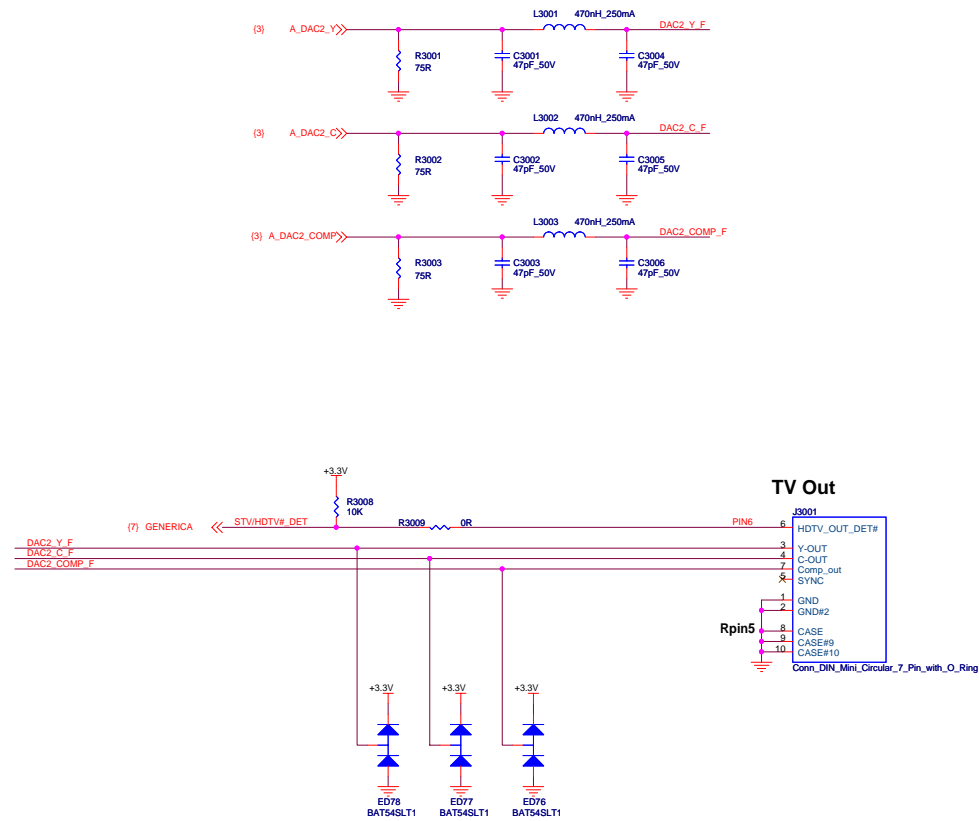 L3001 470nH_250mA
{3} A_DAC2_Y DAC2_Y_F
R3001
75R
C3001
47pF_50V
C3004
47pF_50V
L3002 470nH_250mA
{3} A_DAC2_C DAC2_C_F
R3002
75R
C3002
47pF_50V
C3005
47pF_50V
L3003 470nH_250mA
{3} A_DAC2_COMP DAC2_COMP_F
R3003
75R
C3003
47pF_50V
C3006
47pF_50V
+3.3V
R3008
10K
TV Out
J3001
{7} GENERICA STV/HDTV#_DET R3009 0R PIN6 6 HDTV_OUT_DET#
DAC2_Y_F 3 Y-OUT
DAC2_C_F 4 C-OUT
DAC2_COMP_F 7 Comp_out
5 SYNC
1 GND
2 GND#2
Rpin5 8 CASE
9 CASE#9
10 CASE#10
Conn_DIN_Mini_Circular_7_Pin_with_O_Ring
+3.3V +3.3V +3.3V
ED78 ED77 ED76
BAT54SLT1 BAT54SLT1 BAT54SLT1